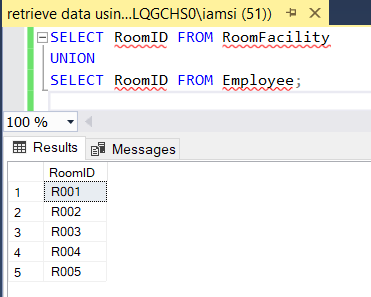 retrieve data usin...LQGCHS0\iamsi (51))
SELECT RoomID FROM RoomFacility
UNION
SELECT RoomID FROM Employee;
100 %
Results Messages
RoomID
1 R001
2 R002
3 R003
4 R004
5 R005